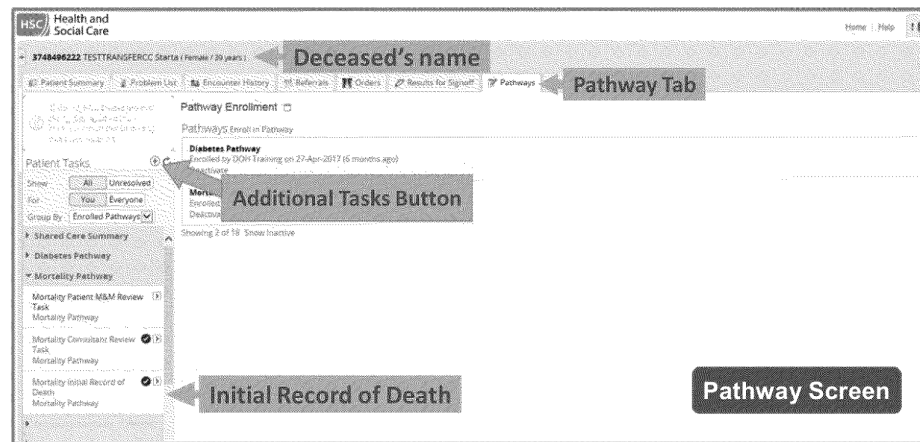 HSC Health and
Social Care
Home Help
3748496222 TESTTRANSFERCC Starta (Female / 39 years)
Deceased's name
Patient Summary Problem List Encounter History Referrals Orders Results for Signoff Pathways
Pathway Tab
Pathway Enrollment
Pathways Enroll in Pathway
Diabetes Pathway
Enrolled by DOH Training on 27-Apr-2017 (6 months ago)
Patient Tasks
Show All Unresolved
For You Everyone
Group By Enrolled Pathways
Additional Tasks Button
Enrolled
Showing 2 of 18 Show Inactive
Shared Care Summary
Diabetes Pathway
Mortality Pathway
Mortality Patient M&M Review
Task
Mortality Pathway
Mortality Consultant Review
Task
Mortality Pathway
Mortality Initial Record of
Death
Mortality Pathway
Initial Record of Death
Pathway Screen